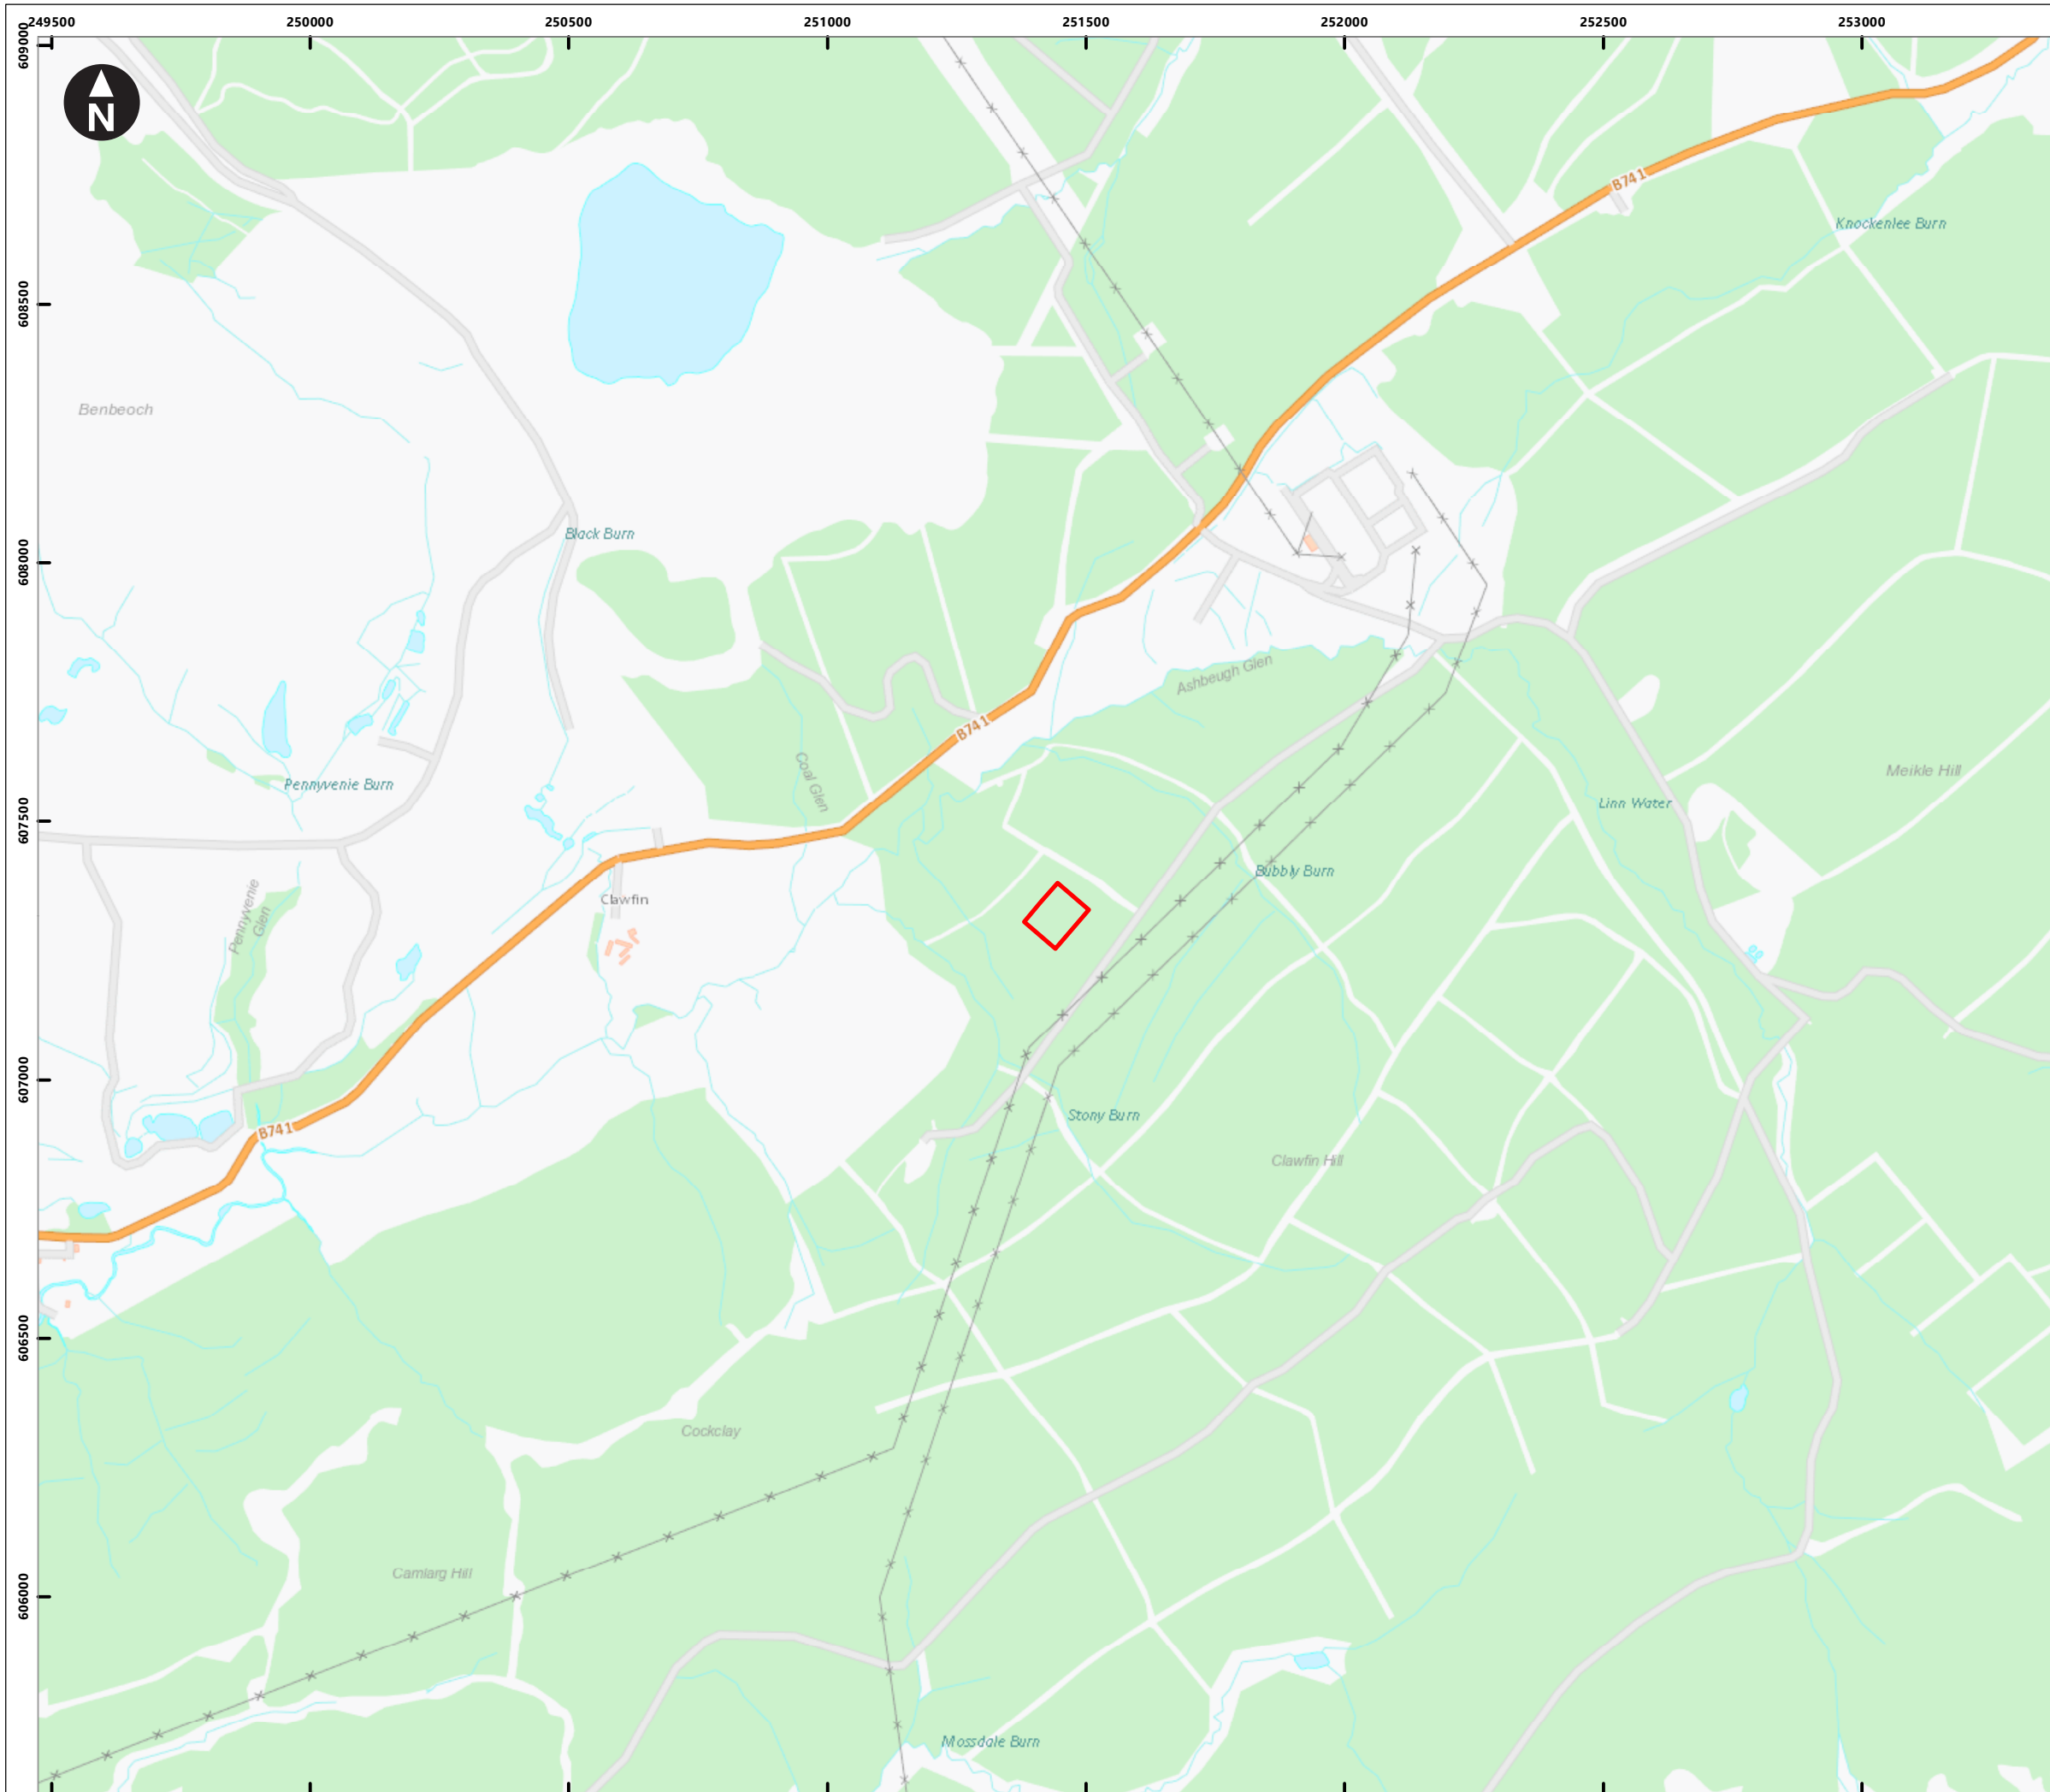 249500 250000 250500 251000 251500 252000 252500 253000
609000
N
B741
Knockenlee Burn
608500
Benbeoch
Black Burn
608000
Ashbeugh Glen
B741
Coal Glen
Meikle Hill
Pennyvenie Burn
Linn Water
607500
Bubbly Burn
Clawfin
Pennyvenie
Glen
607000
Stony Burn
B741
Clawfin Hill
606500
Cockclay
Camlarg Hill
606000
Mossdale Burn